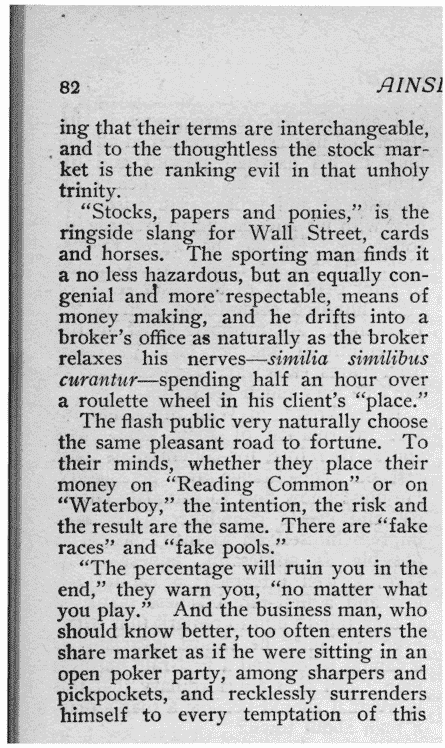 82 AINSL
ing that their terms are interchangeable,
and to the thoughtless the stock mar-
ket is the ranking evil in that unholy
trinity.
"Stocks, papers and ponies," is the
ringside slang for Wall Street, cards
and horses. The sporting man finds it
a no less hazardous, but an equally con-
genial and more respectable, means of
money making, and he drifts into a
broker's office as naturally as the broker
relaxes his nerves—similia similibus
curantur—spending half an hour over
a roulette wheel in his client's "place."
The flash public very naturally choose
the same pleasant road to fortune. To
their minds, whether they place their
money on "Reading Common" or on
"Waterboy," the intention, the risk and
the result are the same. There are "fake
races" and "fake pools."
"The percentage will ruin you in the
end," they warn you, "no matter what
you play." And the business man, who
should know better, too often enters the
share market as if he were sitting in an
open poker party, among sharpers and
pickpockets, and recklessly surrenders
himself to every temptation of this